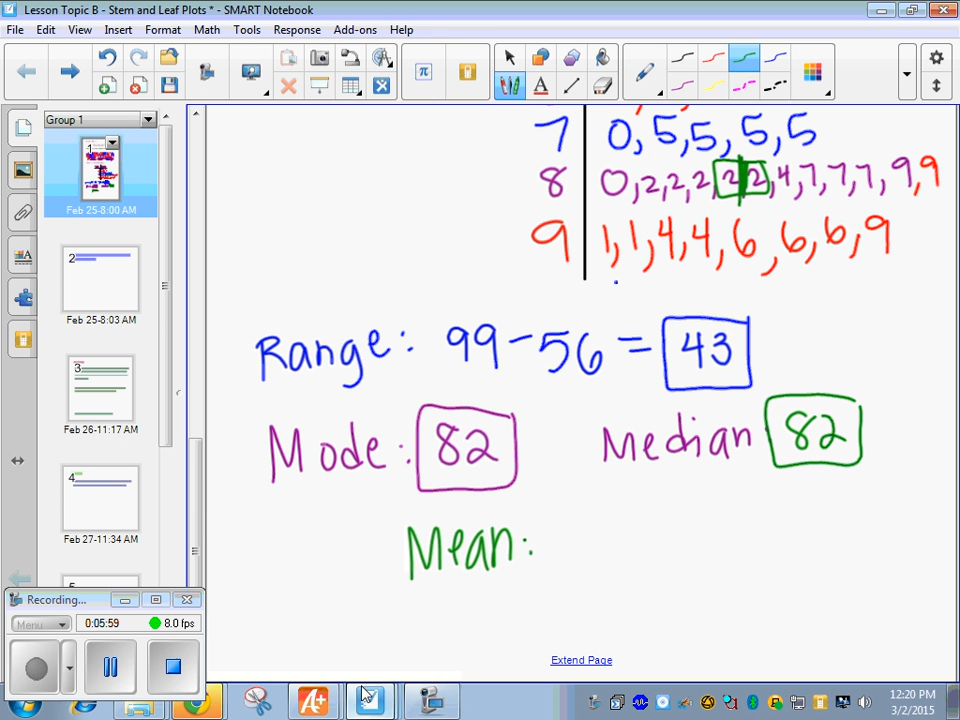 Lesson Topic B - Stem and Leaf Plots * - SMART Notebook
File Edit View Insert Format Math Tools Response Add-ons Help
Group 1
1
Feb 25-8:00 AM
2
Feb 25-8:03 AM
3
Feb 26-11:17 AM
4
Feb 27-11:34 AM
7 0, 5, 5, 5, 5
8 0, 2, 2, 2, 2, 2, 4, 7, 7, 7, 9, 9
9 1, 1, 4, 4, 6, 6, 6, 9
Range: 99 - 56 = 43
Mode: 82 Median: 82
Mean:
Extend Page
Recording...
Menu 0:05:59 8.0 fps
A+
12:20 PM
3/2/2015